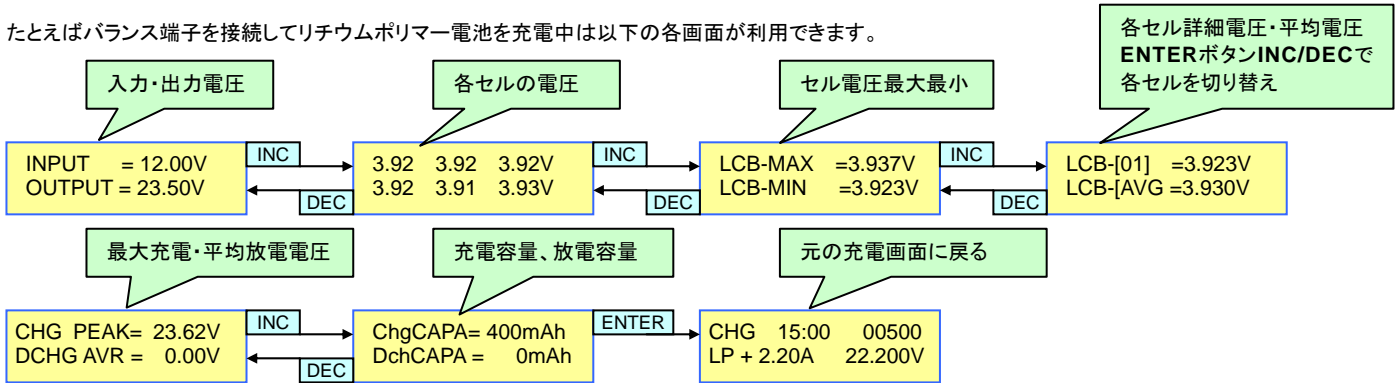 たとえばバランス端子を接続してリチウムポリマー電池を充電中は以下の各画面が利用できます。
各セル詳細電圧・平均電圧
ENTERボタンINC/DECで
各セルを切り替え
入力・出力電圧
各セルの電圧
セル電圧最大最小
INPUT = 12.00V
OUTPUT = 23.50V
INC
DEC
3.92 3.92 3.92V
3.92 3.91 3.93V
INC
DEC
LCB-MAX =3.937V
LCB-MIN =3.923V
INC
DEC
LCB-[01] =3.923V
LCB-[AVG =3.930V
最大充電・平均放電電圧
充電容量、放電容量
元の充電画面に戻る
CHG PEAK= 23.62V
DCHG AVR = 0.00V
INC
DEC
ChgCAPA= 400mAh
DchCAPA = 0mAh
ENTER
CHG 15:00 00500
LP + 2.20A 22.200V